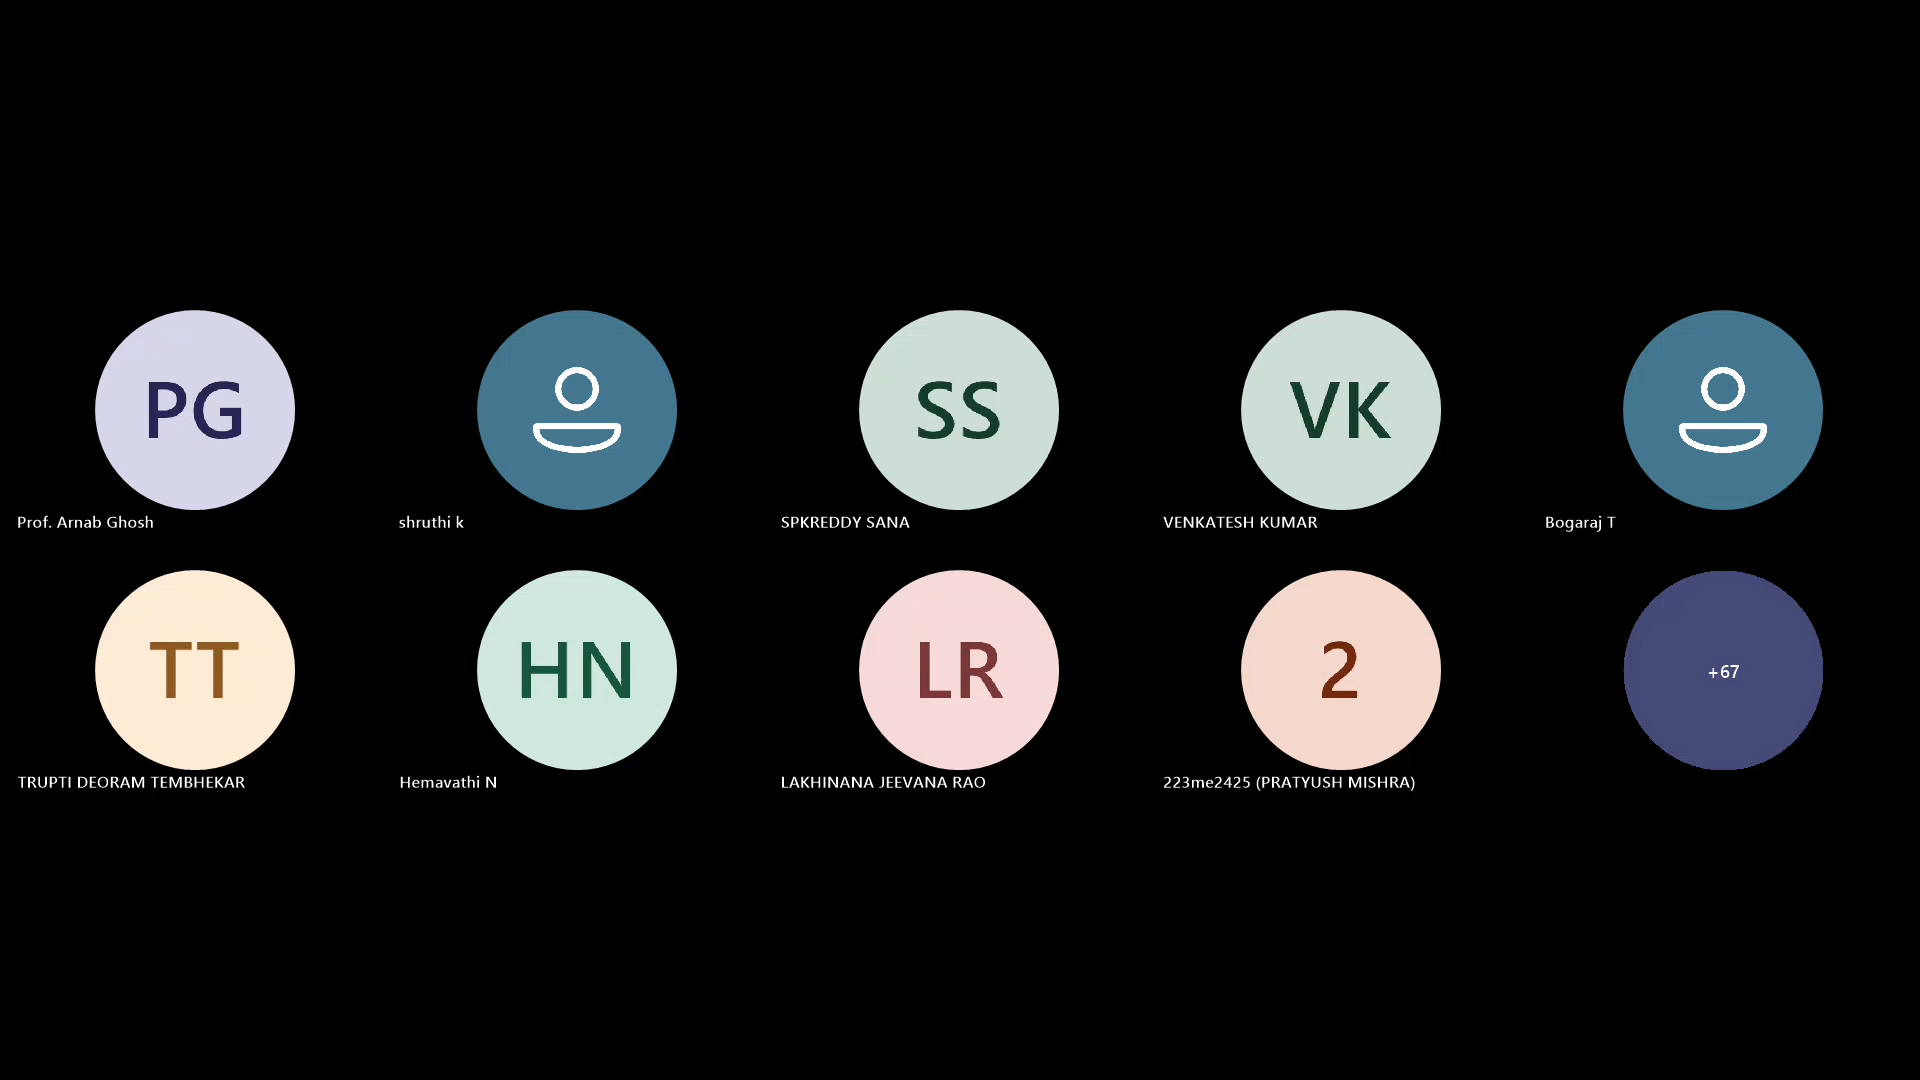 PG
SS
VK
Prof. Arnab Ghosh
shruthi k
SPKREDDY SANA
VENKATESH KUMAR
Bogaraj T
TT
HN
LR
2
+67
TRUPTI DEORAM TEMBHEKAR
Hemavathi N
LAKHINANA JEEVANA RAO
223me2425 (PRATYUSH MISHRA)